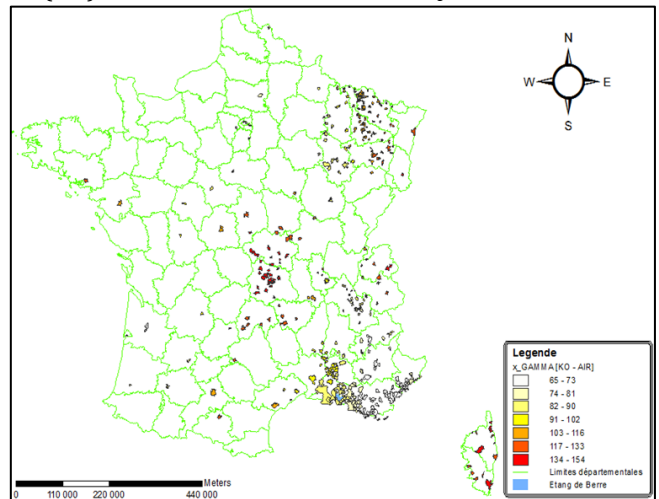 N
W E
S
Legende
x_GAMMA [KO - AIR]
65 - 73
74 - 81
82 - 90
91 - 102
103 - 116
117 - 133
134 - 154
Limites départementales
Etang de Berre
Meters
0 110 000 220 000 440 000